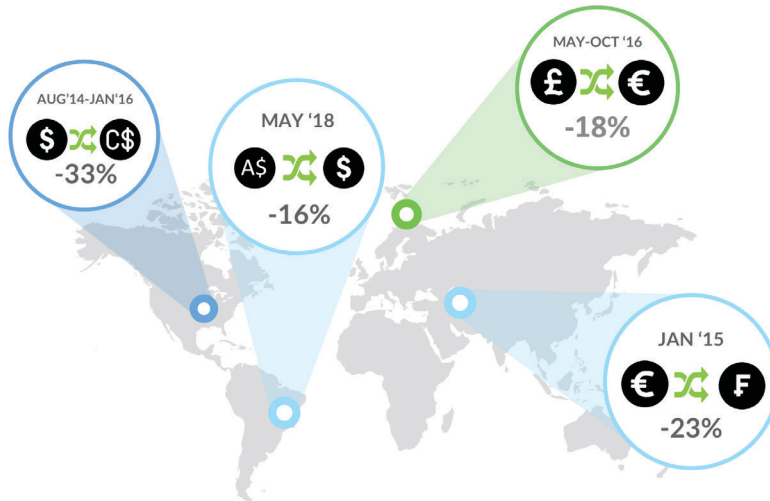 AUG'14-JAN'16
$ C$
-33%
MAY ‘18
A$ $
-16%
MAY-OCT ‘16
£ €
-18%
JAN ‘15
€ ₣
-23%